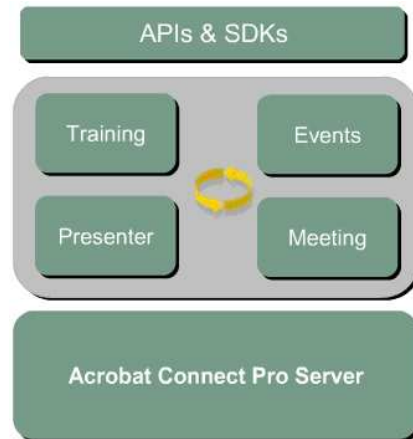 APIs & SDKs
Training
Events
Presenter
Meeting
Acrobat Connect Pro Server